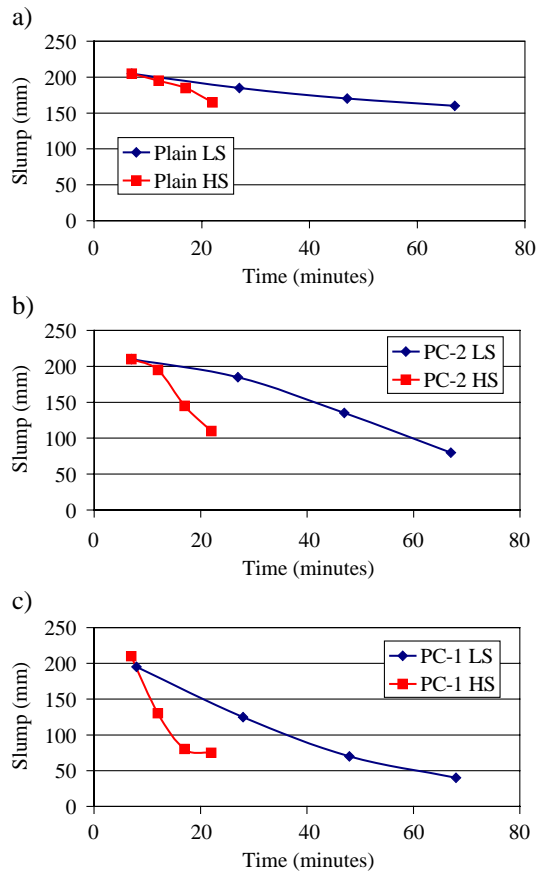 a)
250
200
150
100
50
0
Slump (mm)
Plain LS
Plain HS
0 20 40 60 80
Time (minutes)
b)
250
200
150
100
50
0
Slump (mm)
PC-2 LS
PC-2 HS
0 20 40 60 80
Time (minutes)
c)
250
200
150
100
50
0
Slump (mm)
PC-1 LS
PC-1 HS
0 20 40 60 80
Time (minutes)